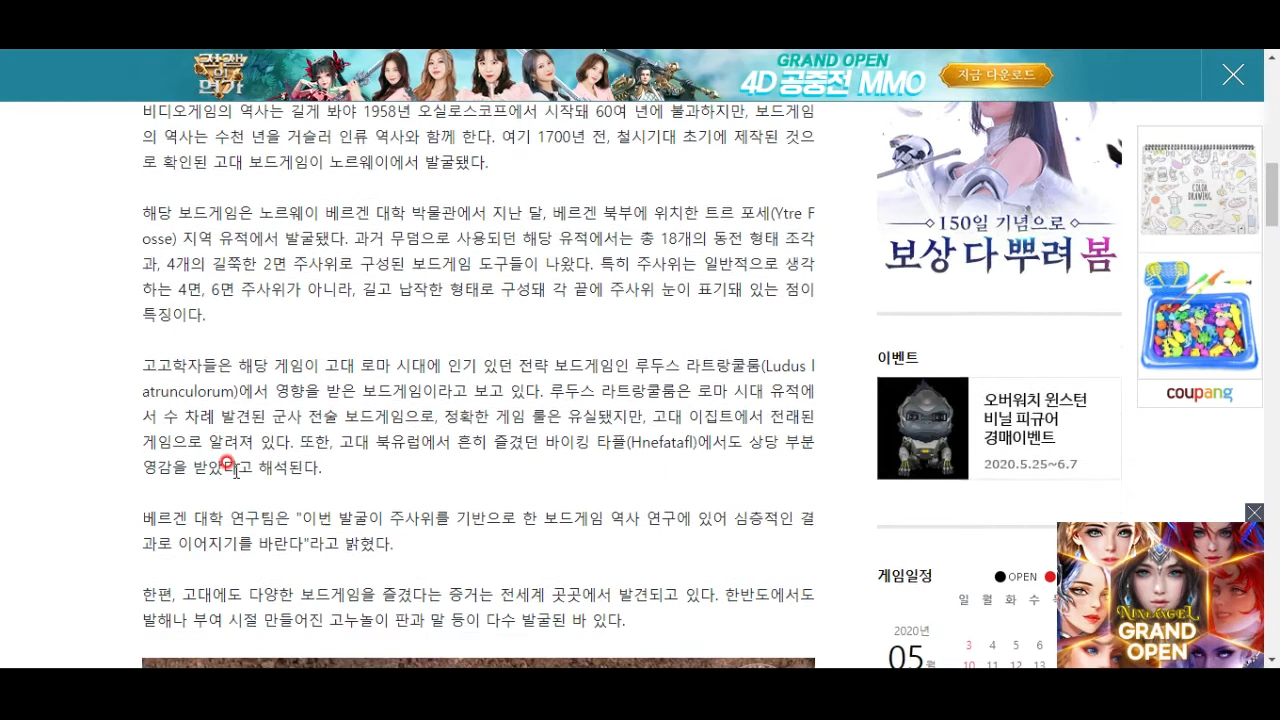 전설의 여가
GRAND OPEN
4D 공중전 MMO
지금 다운로드
비디오게임의 역사는 길게 봐야 1958년 오실로스코프에서 시작돼 60여 년에 불과하지만, 보드게임
의 역사는 수천 년을 거슬러 인류 역사와 함께 한다. 여기 1700년 전, 철시기대 초기에 제작된 것으
로 확인된 고대 보드게임이 노르웨이에서 발굴됐다.
해당 보드게임은 노르웨이 베르겐 대학 박물관에서 지난 달, 베르겐 북부에 위치한 트르 포세(Ytre F
osse) 지역 유적에서 발굴됐다. 과거 무덤으로 사용되던 해당 유적에서는 총 18개의 동전 형태 조각
과, 4개의 길쭉한 2면 주사위로 구성된 보드게임 도구들이 나왔다. 특히 주사위는 일반적으로 생각
하는 4면, 6면 주사위가 아니라, 길고 납작한 형태로 구성돼 각 끝에 주사위 눈이 표기돼 있는 점이
특징이다.
고고학자들은 해당 게임이 고대 로마 시대에 인기 있던 전략 보드게임인 루두스 라트랑쿨룸(Ludus l
atrunculorum)에서 영향을 받은 보드게임이라고 보고 있다. 루두스 라트랑쿨룸은 로마 시대 유적에
서 수 차례 발견된 군사 전술 보드게임으로, 정확한 게임 룰은 유실됐지만, 고대 이집트에서 전래된
게임으로 알려져 있다. 또한, 고대 북유럽에서 흔히 즐겼던 바이킹 타플(Hnefatafl)에서도 상당 부분
영감을 받았다고 해석된다.
베르겐 대학 연구팀은 "이번 발굴이 주사위를 기반으로 한 보드게임 역사 연구에 있어 심층적인 결
과로 이어지기를 바란다"라고 밝혔다.
한편, 고대에도 다양한 보드게임을 즐겼다는 증거는 전세계 곳곳에서 발견되고 있다. 한반도에서도
발해나 부여 시절 만들어진 고누놀이 판과 말 등이 다수 발굴된 바 있다.
150일 기념으로
보상 다 뿌려 봄
이벤트
오버워치 윈스턴
비닐 피규어
경매이벤트
2020.5.25~6.7
게임일정
OPEN
일 월 화 수
2020년
05월
3 4 5 6
10 11 12 13
COLOR
DRAWING
coupang
NINEANGEL
GRAND
OPEN